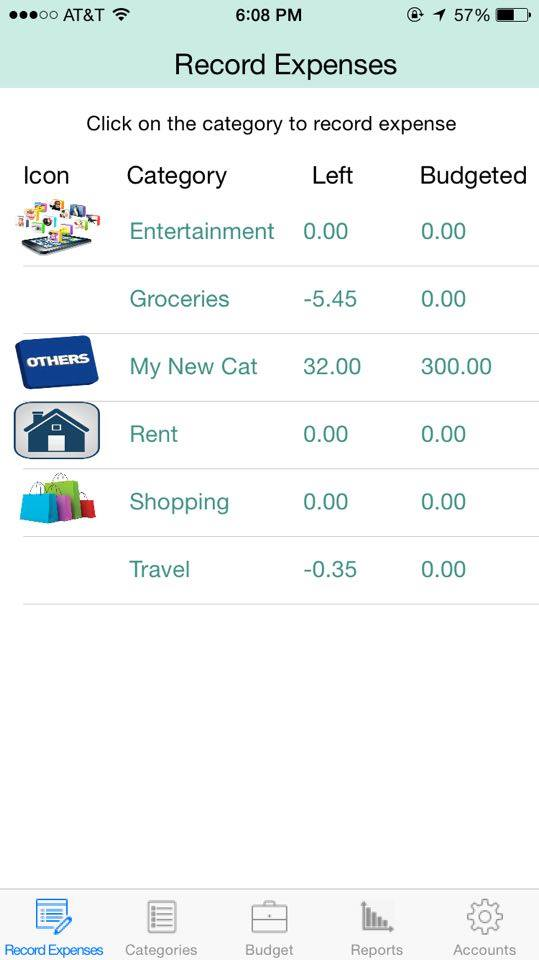 AT&T 6:08 PM 57%
Record Expenses
Click on the category to record expense
Icon Category Left Budgeted
Entertainment 0.00 0.00
Groceries -5.45 0.00
OTHERS My New Cat 32.00 300.00
Rent 0.00 0.00
Shopping 0.00 0.00
Travel -0.35 0.00
Record Expenses Categories Budget Reports Accounts